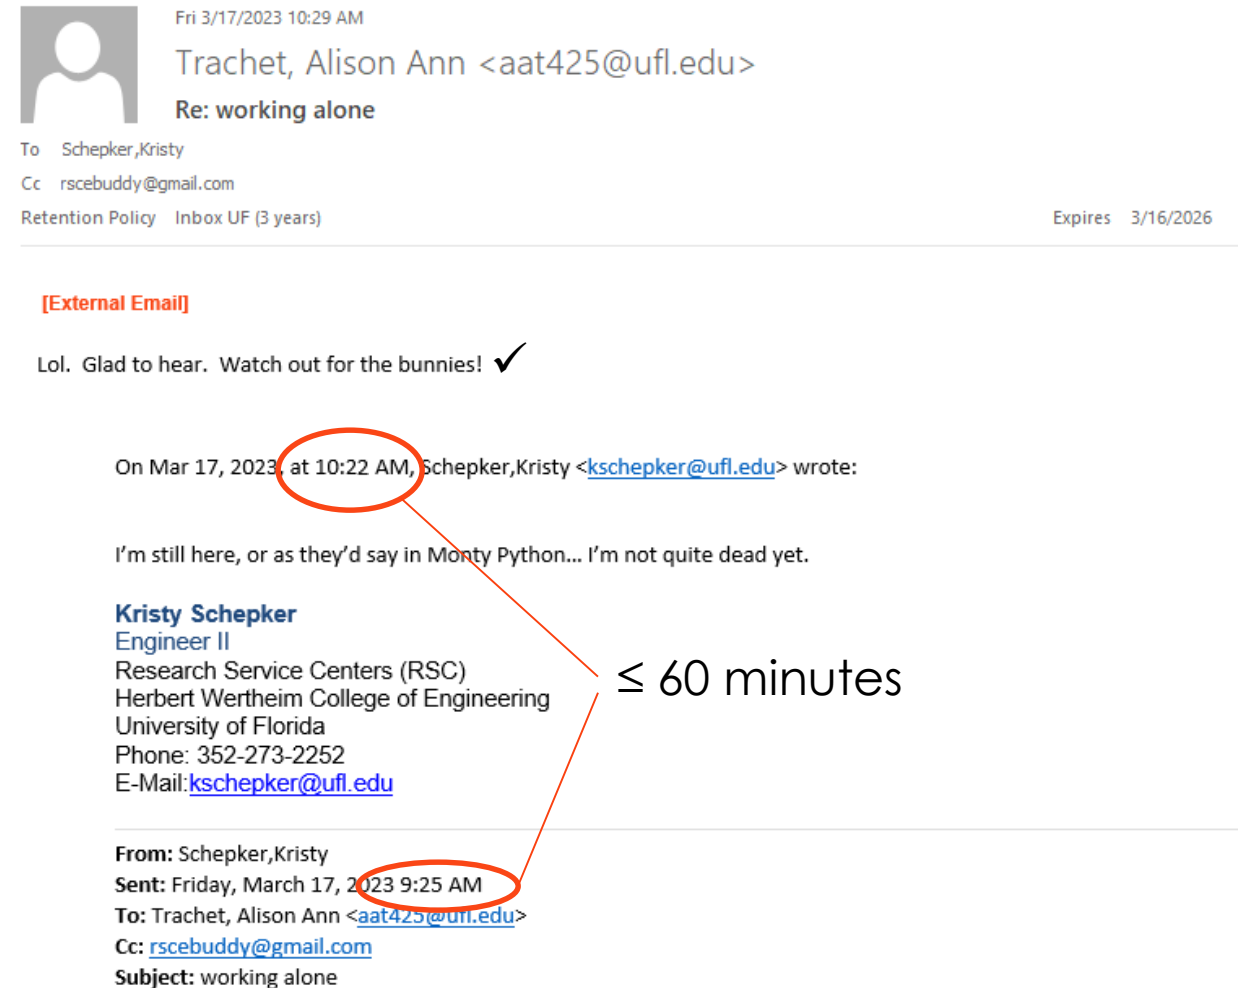 Fri 3/17/2023 10:29 AM
Trachet, Alison Ann <aat425@ufl.edu>
Re: working alone
To Schepker,Kristy
Cc rscebuddy@gmail.com
Retention Policy Inbox UF (3 years) Expires 3/16/2026
[External Email]
Lol. Glad to hear. Watch out for the bunnies! ✓
On Mar 17, 2023, at 10:22 AM, Schepker,Kristy <kschepker@ufl.edu> wrote:
I'm still here, or as they'd say in Monty Python... I'm not quite dead yet.
Kristy Schepker
Engineer II
Research Service Centers (RSC)
≤ 60 minutes
Herbert Wertheim College of Engineering
University of Florida
Phone: 352-273-2252
E-Mail:kschepker@ufl.edu
From: Schepker,Kristy
Sent: Friday, March 17, 2023 9:25 AM
To: Trachet, Alison Ann <aat425@ufl.edu>
Cc: rscebuddy@gmail.com
Subject: working alone